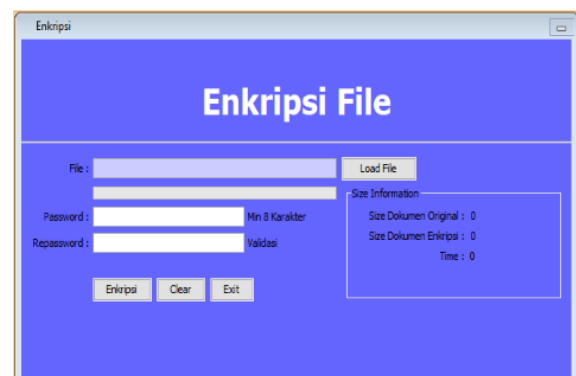 Enkripsi
Enkripsi File
File :
Load File
Size Information
Password :
Min 8 Karakter
Size Dokumen Original : 0
Repassword :
Validasi
Size Dokumen Enkripsi : 0
Time : 0
Enkripsi
Clear
Exit